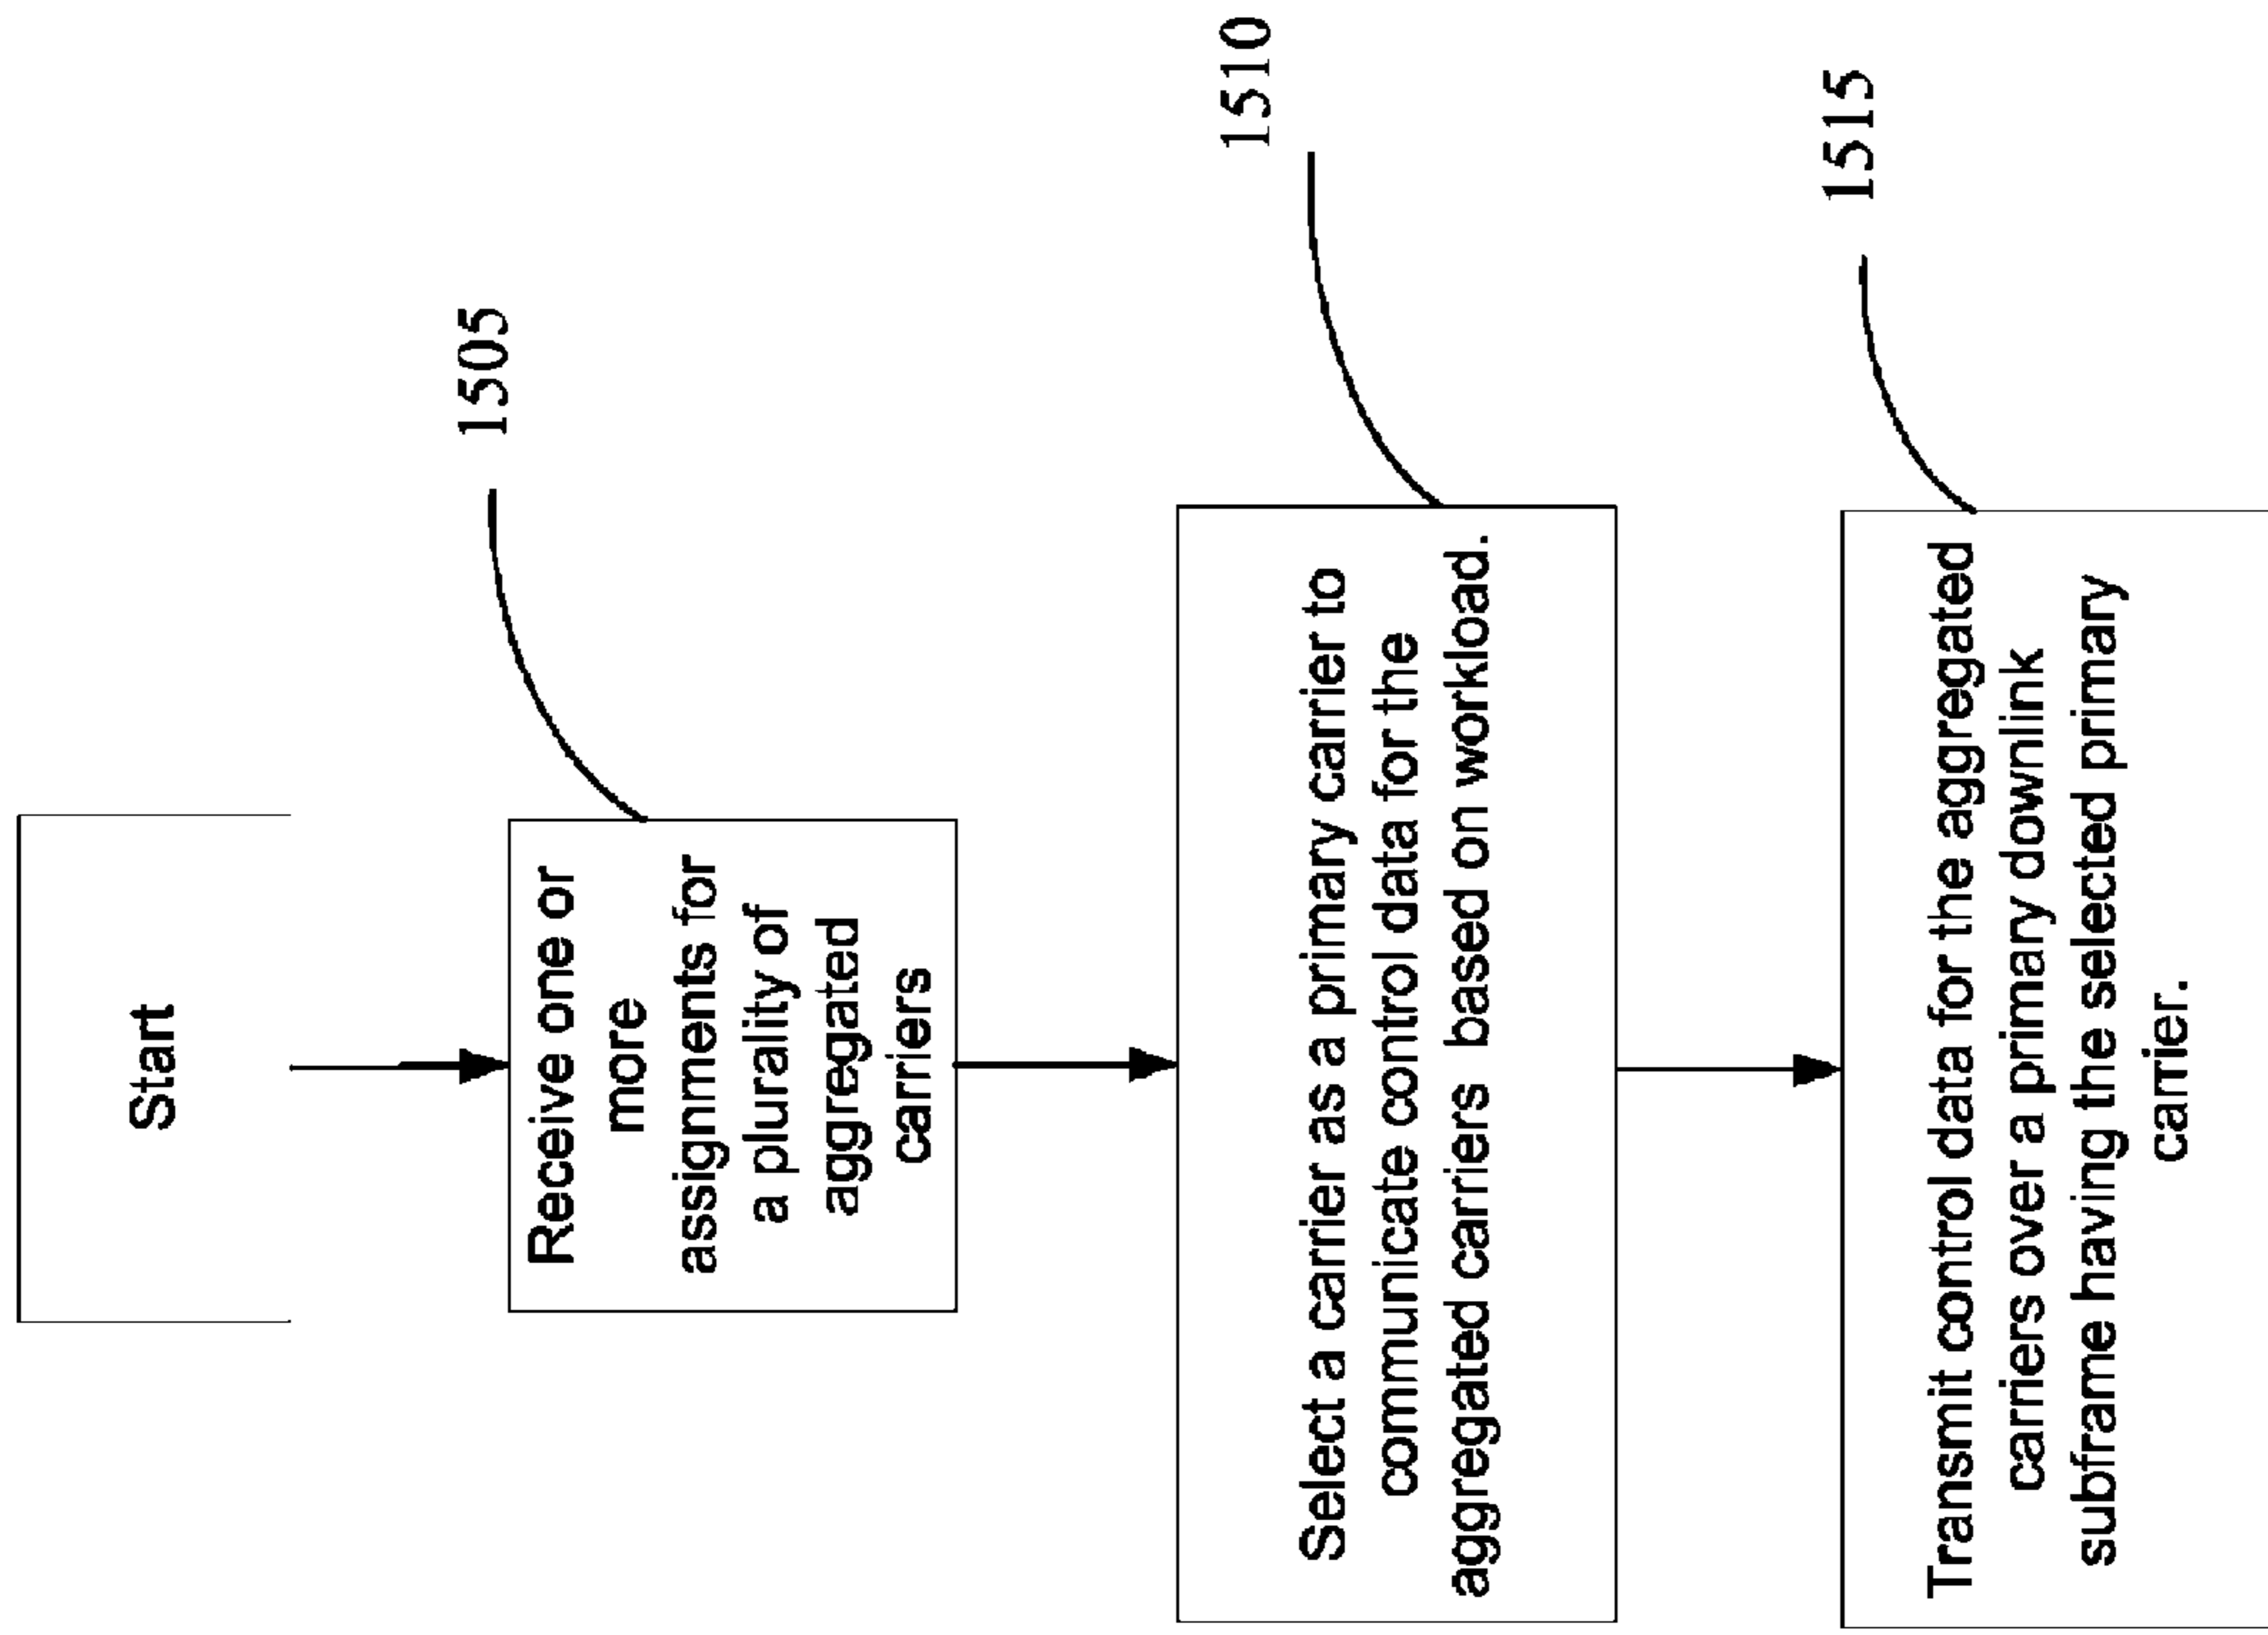 Start
1505
Receive one or
more
assignments for
a plurality of
aggregated
carriers
1510
Select a carrier as a primary carrier to
communicate control data for the
aggregated carriers based on workload.
1515
Transmit control data for the aggregated
carriers over a primary downlink
subframe having the selected primary
carrier.